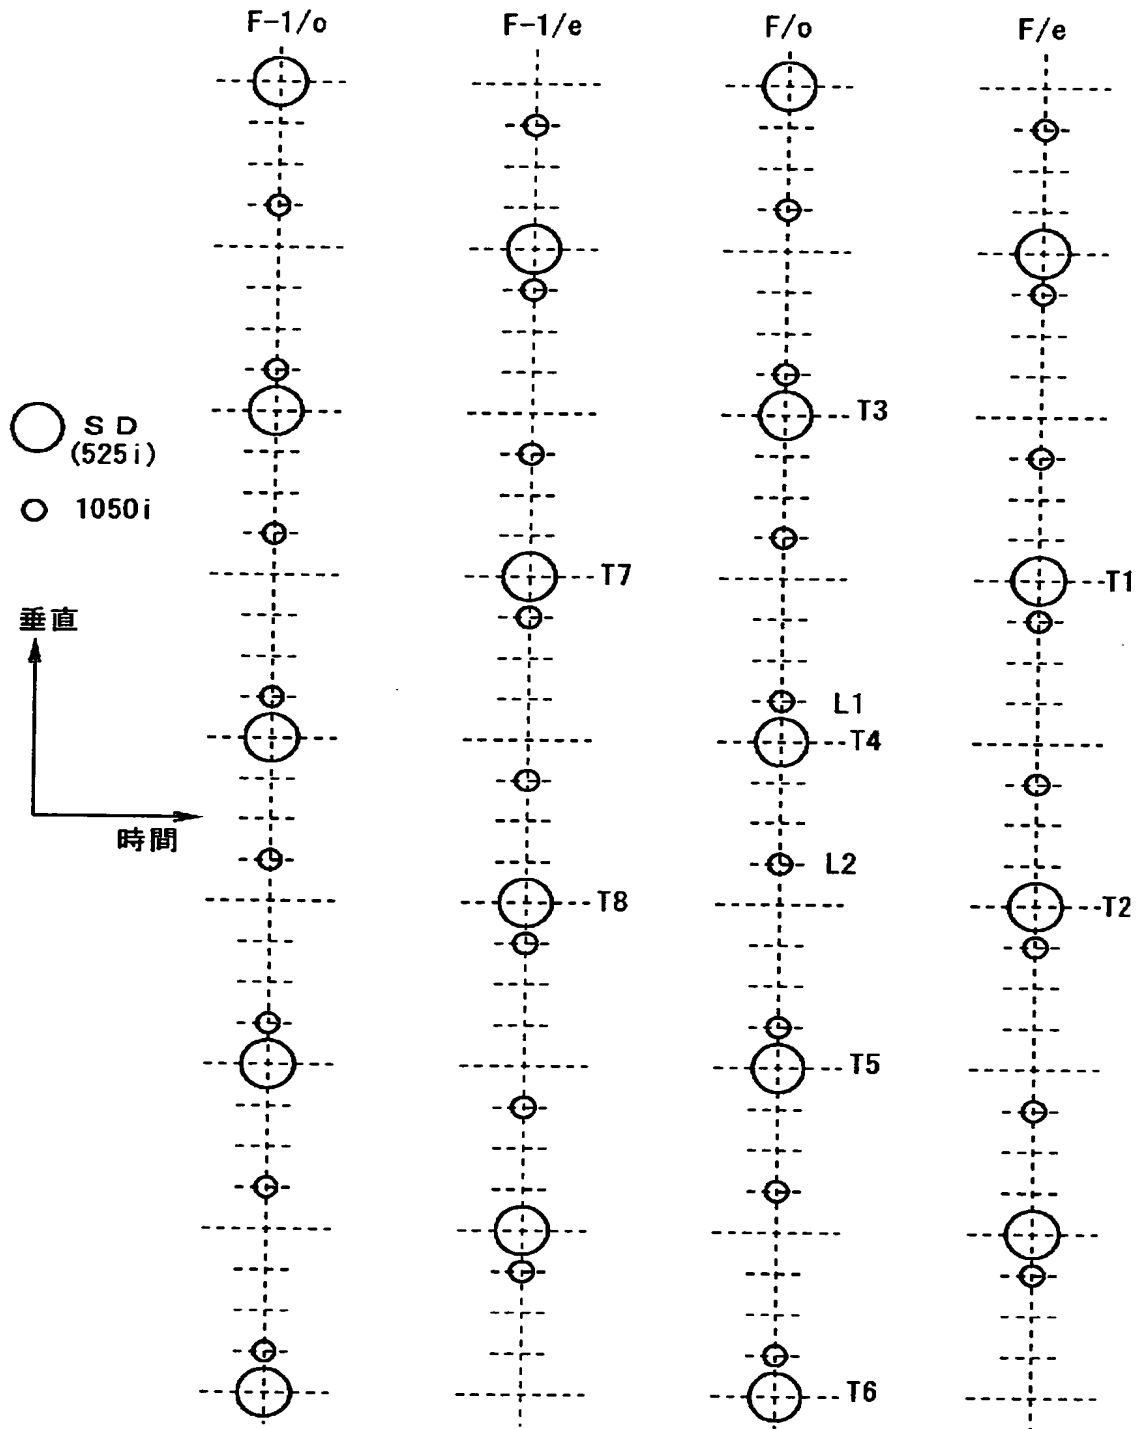 F-1/o F-1/e F/o F/e
T3
SD
(525i)
1050i
T7 T1
垂直
L1
T4
時間
L2
T8 T2
T5
T6